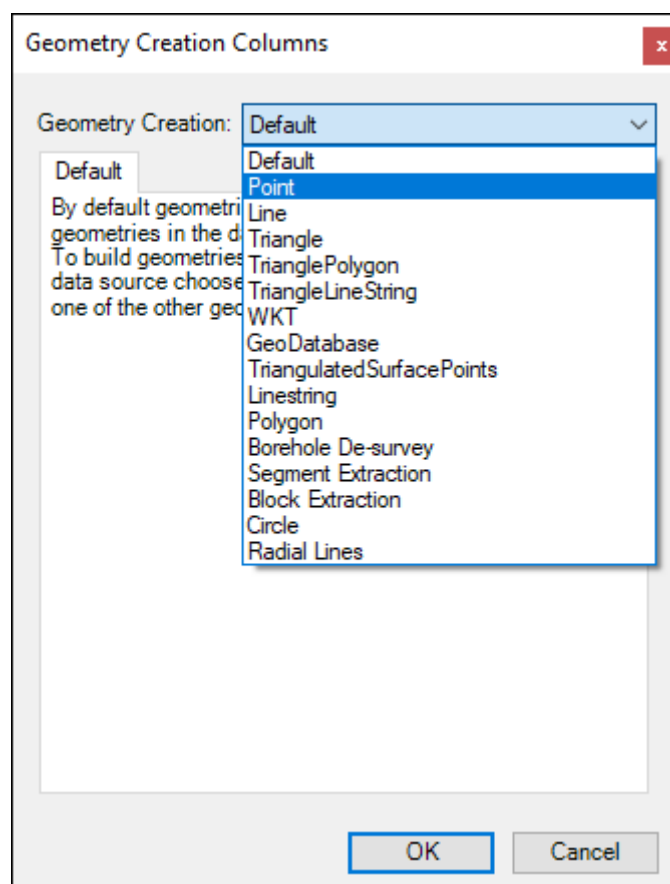 Geometry Creation Columns
x
Geometry Creation: Default
Default
Default
Point
Line
Triangle
TrianglePolygon
TriangleLineString
WKT
GeoDatabase
TriangulatedSurfacePoints
Linestring
Polygon
Borehole De-survey
Segment Extraction
Block Extraction
Circle
Radial Lines
By default
geometries in the
To build geometries
data source choose
one of the other
OK
Cancel